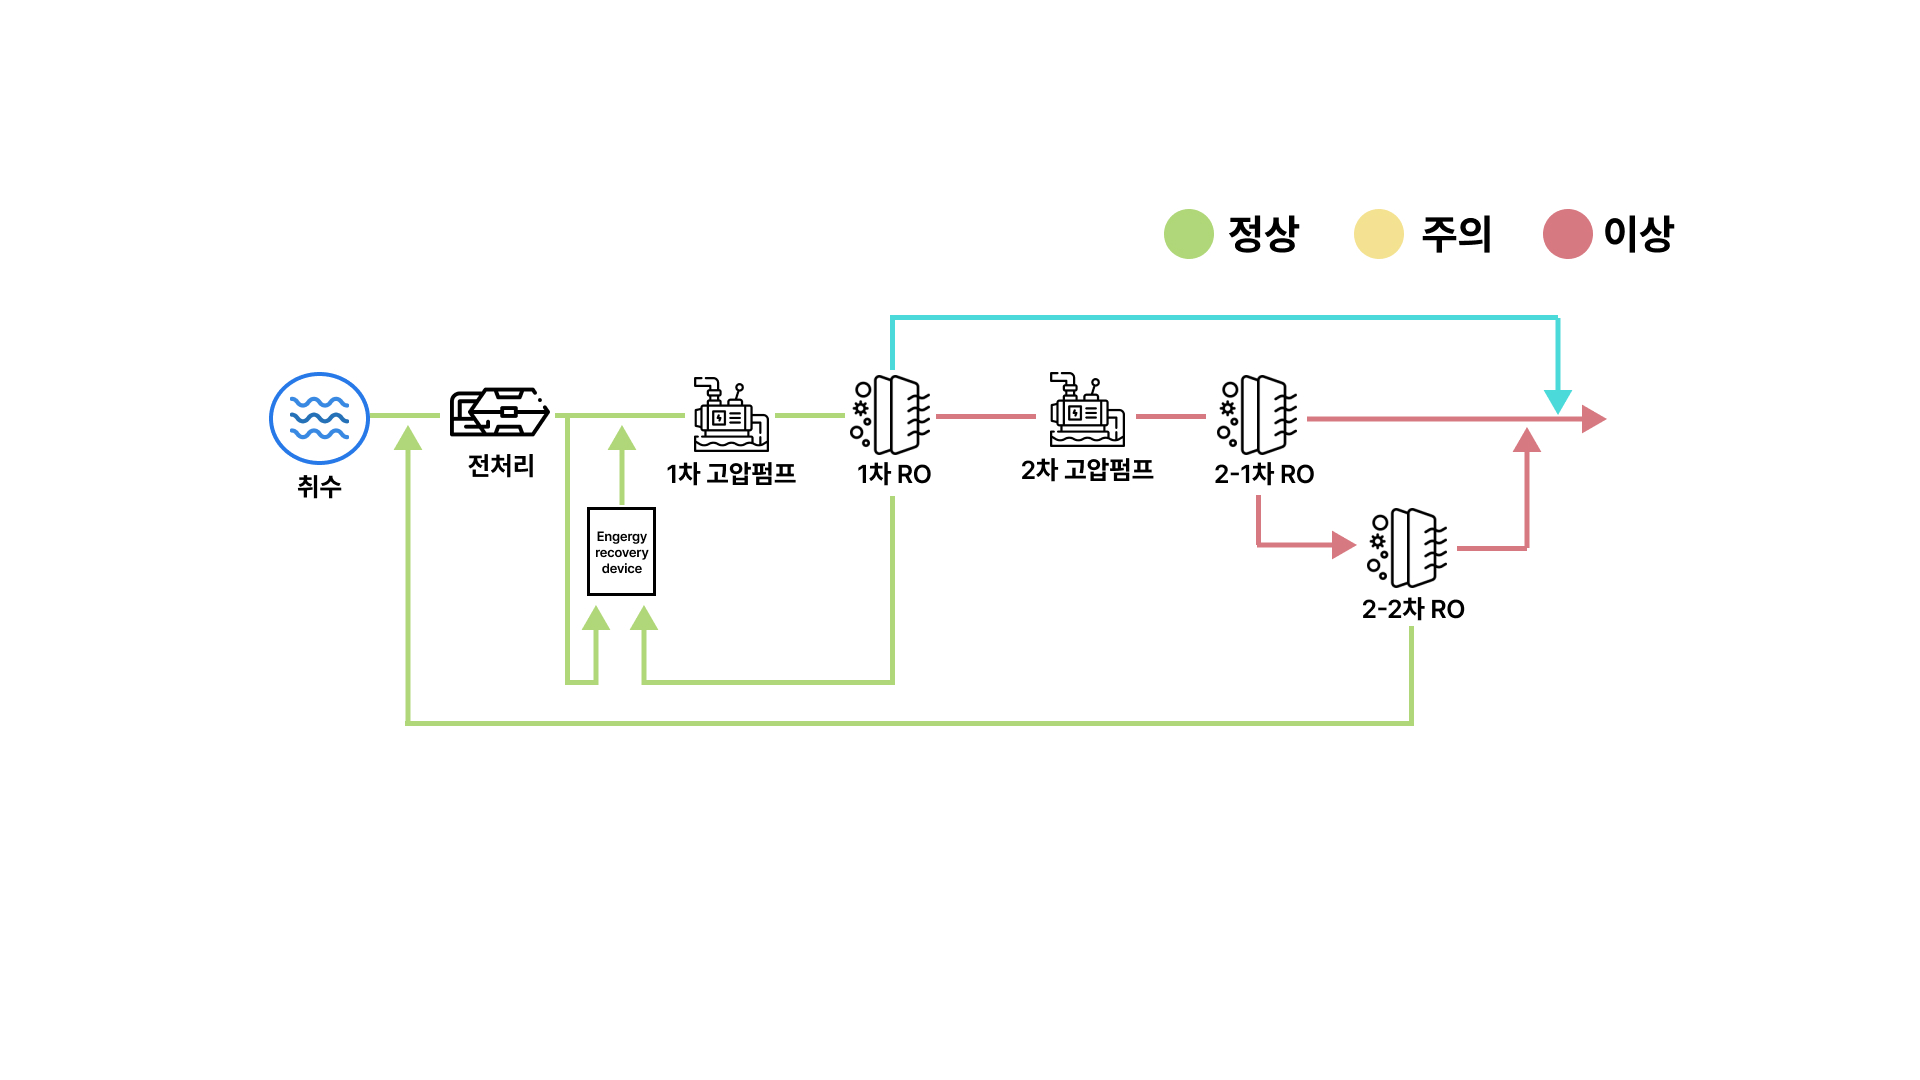 정상
주의
이상
취수
전처리
1차 고압펌프
1차 RO
2차 고압펌프
2-1차 RO
Engergy
recovery
device
2-2차 RO